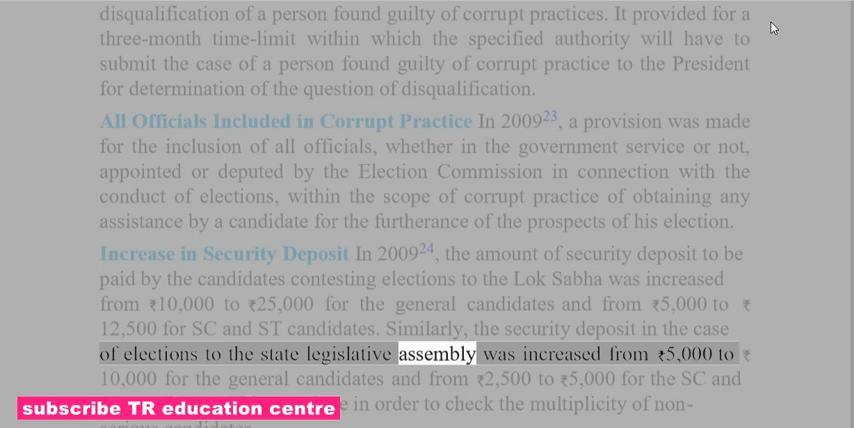 disqualification of a person found guilty of corrupt practices. It provided for a
three-month time-limit within which the specified authority will have to
submit the case of a person found guilty of corrupt practice to the President
for determination of the question of disqualification.
All Officials Included in Corrupt Practice In 2009²³, a provision was made
for the inclusion of all officials, whether in the government service or not,
appointed or deputed by the Election Commission in connection with the
conduct of elections, within the scope of corrupt practice of obtaining any
assistance by a candidate for the furtherance of the prospects of his election.
Increase in Security Deposit In 2009²⁴, the amount of security deposit to be
paid by the candidates contesting elections to the Lok Sabha was increased
from ₹10,000 to ₹25,000 for the general candidates and from ₹5,000 to ₹
12,500 for SC and ST candidates. Similarly, the security deposit in the case
of elections to the state legislative assembly was increased from ₹5,000 to ₹
10,000 for the general candidates and from ₹2,500 to ₹5,000 for the SC and
subscribe TR education centre
e in order to check the multiplicity of non-